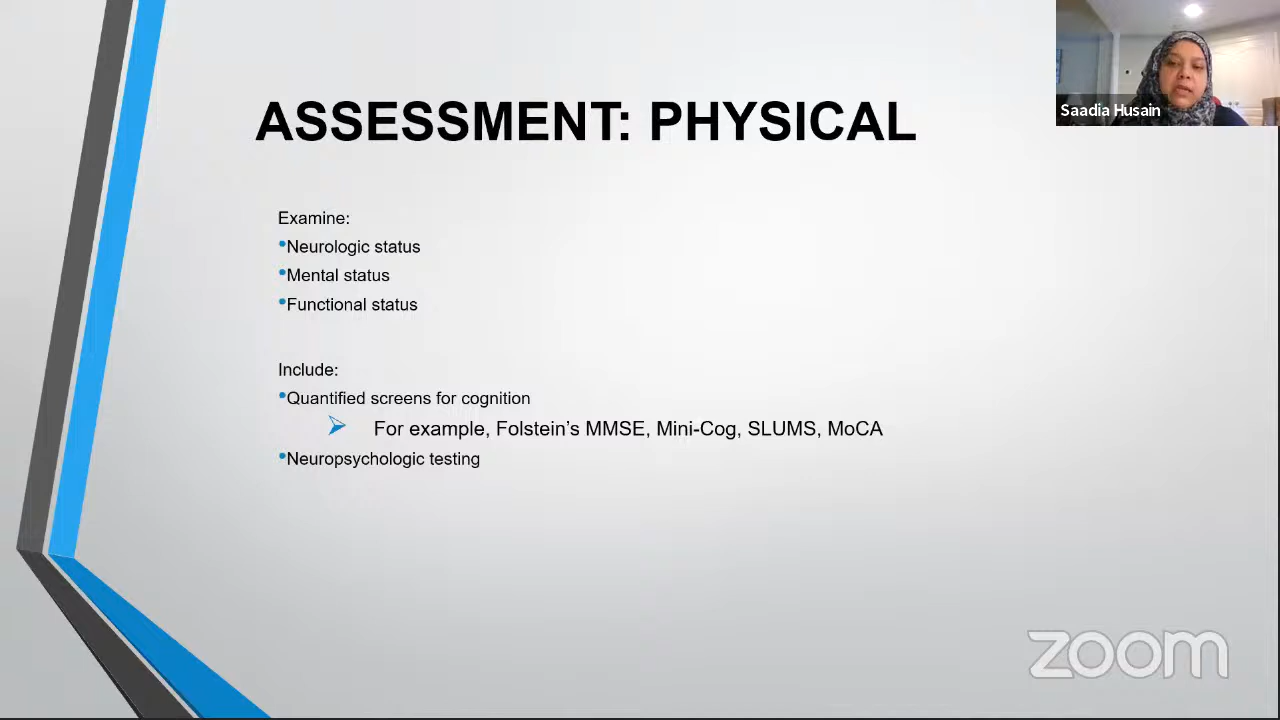 ASSESSMENT: PHYSICAL
Saadia Husain
Examine:
•Neurologic status
•Mental status
•Functional status
Include:
•Quantified screens for cognition
➢ For example, Folstein’s MMSE, Mini-Cog, SLUMS, MoCA
•Neuropsychologic testing
zoom